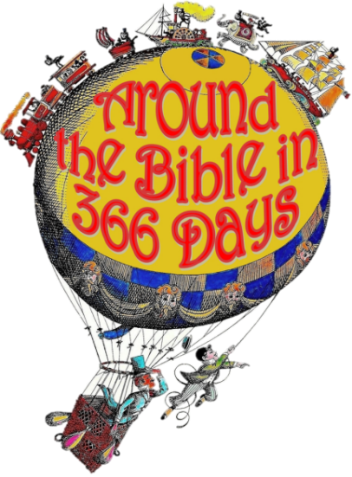 Around
the Bible in
366 Days